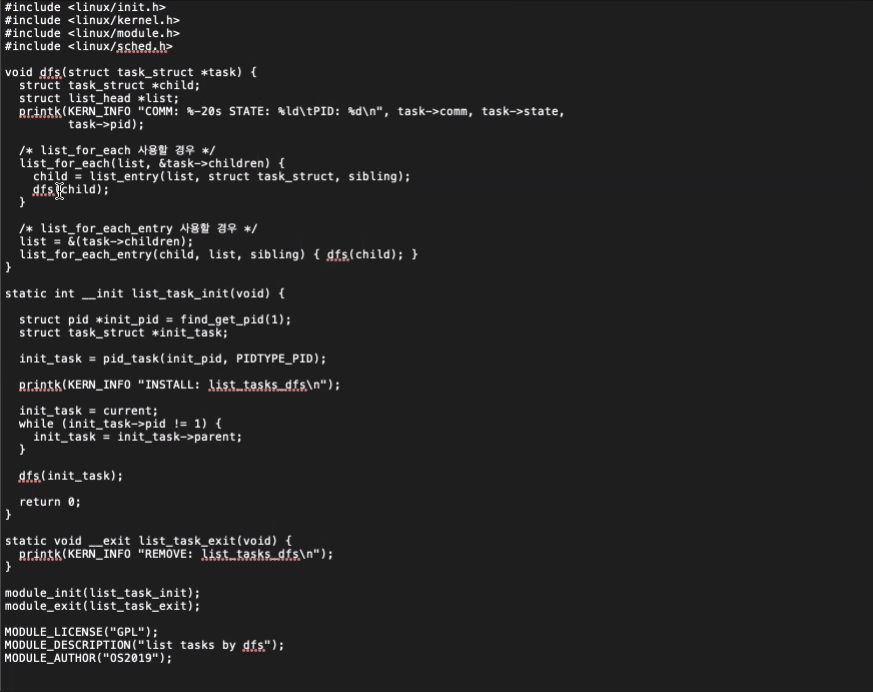 #include <linux/init.h>
#include <linux/kernel.h>
#include <linux/module.h>
#include <linux/sched.h>

void dfs(struct task_struct *task) {
  struct task_struct *child;
  struct list_head *list;
  printk(KERN_INFO "COMM: %-20s STATE: %ld\tPID: %d\n", task->comm, task->state,
         task->pid);

  /* list_for_each 사용할 경우 */
  list_for_each(list, &task->children) {
    child = list_entry(list, struct task_struct, sibling);
    dfs(child);
  }

  /* list_for_each_entry 사용할 경우 */
  list = &(task->children);
  list_for_each_entry(child, list, sibling) { dfs(child); }
}

static int __init list_task_init(void) {

  struct pid *init_pid = find_get_pid(1);
  struct task_struct *init_task;

  init_task = pid_task(init_pid, PIDTYPE_PID);

  printk(KERN_INFO "INSTALL: list_tasks_dfs\n");

  init_task = current;
  while (init_task->pid != 1) {
    init_task = init_task->parent;
  }

  dfs(init_task);

  return 0;
}

static void __exit list_task_exit(void) {
  printk(KERN_INFO "REMOVE: list_tasks_dfs\n");
}

module_init(list_task_init);
module_exit(list_task_exit);

MODULE_LICENSE("GPL");
MODULE_DESCRIPTION("list tasks by dfs");
MODULE_AUTHOR("OS2019");